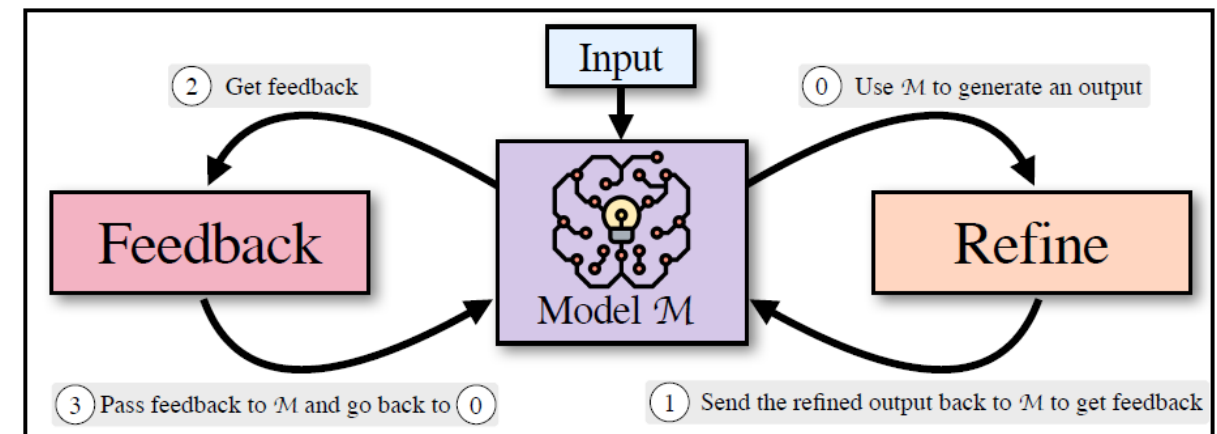 Input
2 Get feedback
0 Use ℳ to generate an output
Feedback
Model ℳ
Refine
3 Pass feedback to ℳ and go back to 0
1 Send the refined output back to ℳ to get feedback